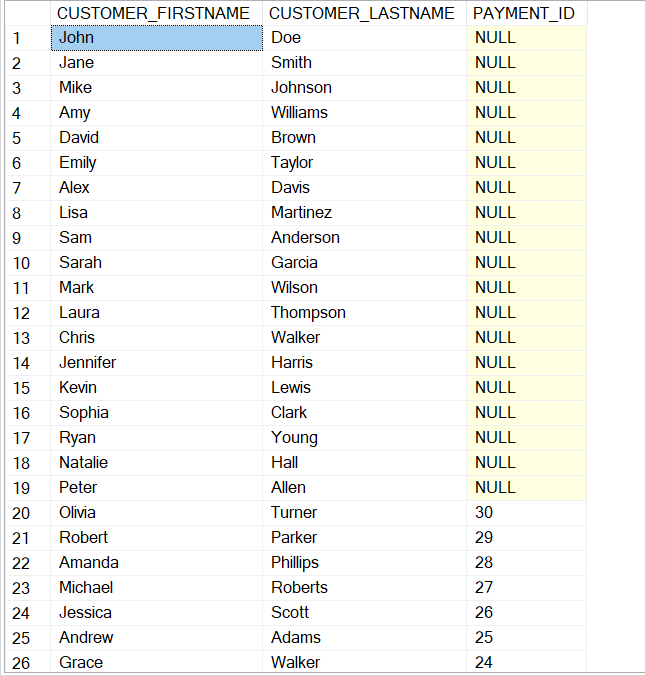 CUSTOMER_FIRSTNAME CUSTOMER_LASTNAME PAYMENT_ID
1 John Doe NULL
2 Jane Smith NULL
3 Mike Johnson NULL
4 Amy Williams NULL
5 David Brown NULL
6 Emily Taylor NULL
7 Alex Davis NULL
8 Lisa Martinez NULL
9 Sam Anderson NULL
10 Sarah Garcia NULL
11 Mark Wilson NULL
12 Laura Thompson NULL
13 Chris Walker NULL
14 Jennifer Harris NULL
15 Kevin Lewis NULL
16 Sophia Clark NULL
17 Ryan Young NULL
18 Natalie Hall NULL
19 Peter Allen NULL
20 Olivia Turner 30
21 Robert Parker 29
22 Amanda Phillips 28
23 Michael Roberts 27
24 Jessica Scott 26
25 Andrew Adams 25
26 Grace Walker 24